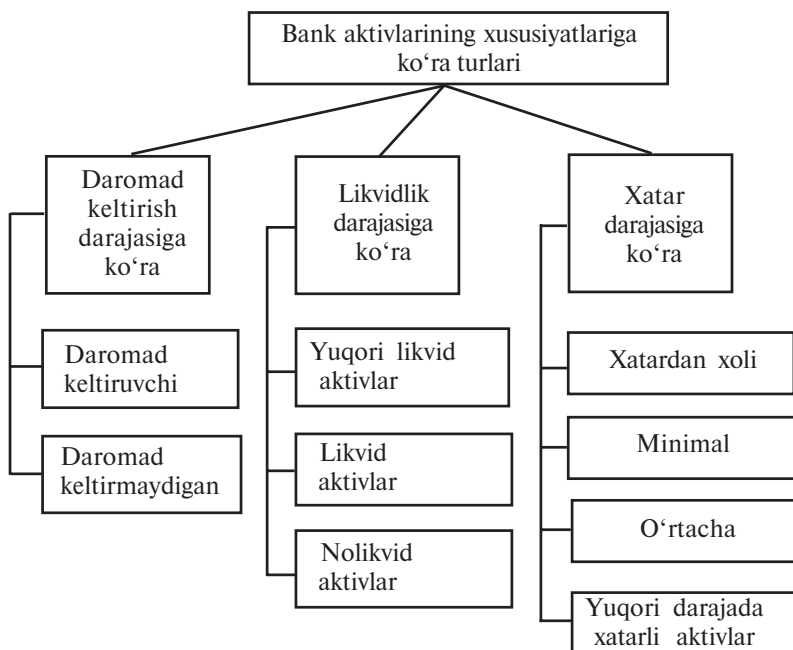 Bank aktivlarining xususiyatlariga
ko‘ra turlari
Daromad
keltirish
darajasiga
ko‘ra
Daromad
keltiruvchi
Daromad
keltirmaydigan
Likvidlik
darajasiga
ko‘ra
Yuqori likvid
aktivlar
Likvid
aktivlar
Nolikvid
aktivlar
Xatar
darajasiga
ko‘ra
Xatardan xoli
Minimal
O‘rtacha
Yuqori darajada
xatarli aktivlar